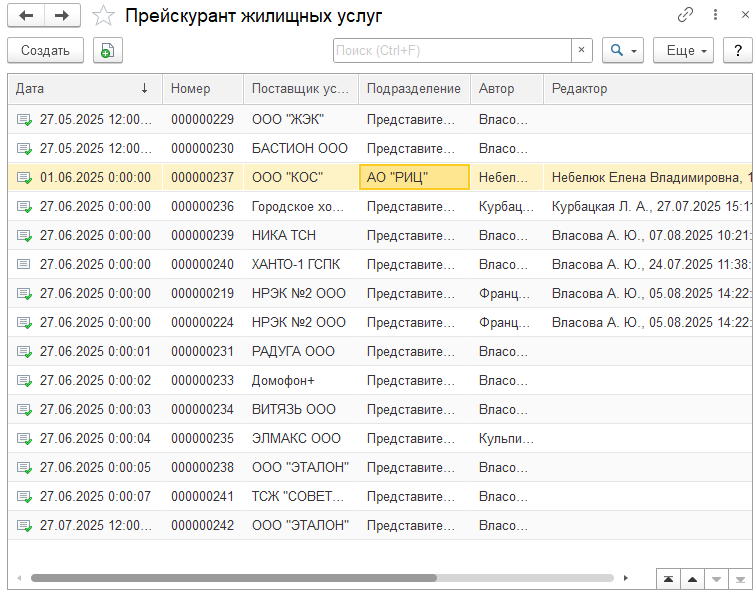 Прейскурант жилищных услуг
Создать Поиск (Ctrl+F) × Еще ?
Дата ↓ Номер Поставщик ус... Подразделение Автор Редактор
27.05.2025 12:00... 000000229 ООО "ЖЭК" Представите... Власо...
27.05.2025 12:00... 000000230 БАСТИОН ООО Представите... Власо...
01.06.2025 0:00:00 000000237 ООО "КОС" АО "РИЦ" Небел... Небелюк Елена Владимировна, 1
27.06.2025 0:00:00 000000236 Городское хо... Представите... Курбац... Курбацкая Л. А., 27.07.2025 15:1
27.06.2025 0:00:00 000000239 НИКА ТСН Представите... Власо... Власова А. Ю., 07.08.2025 10:21:
27.06.2025 0:00:00 000000240 ХАНТО-1 ГСПК Представите... Власо... Власова А. Ю., 24.07.2025 11:38:
27.06.2025 0:00:00 000000219 НРЭК №2 ООО Представите... Франц... Власова А. Ю., 05.08.2025 14:22:
27.06.2025 0:00:00 000000224 НРЭК №2 ООО Представите... Франц... Власова А. Ю., 05.08.2025 14:22:
27.06.2025 0:00:01 000000231 РАДУГА ООО Представите... Власо...
27.06.2025 0:00:02 000000233 Домофон+ Представите... Власо...
27.06.2025 0:00:03 000000234 ВИТЯЗЬ ООО Представите... Власо...
27.06.2025 0:00:04 000000235 ЭЛМАКС ООО Представите... Кульпи...
27.06.2025 0:00:05 000000238 ООО "ЭТАЛОН" Представите... Власо...
27.06.2025 0:00:07 000000241 ТСЖ "СОВЕТ... Представите... Власо...
27.07.2025 12:00... 000000242 ООО "ЭТАЛОН" Представите... Власо...